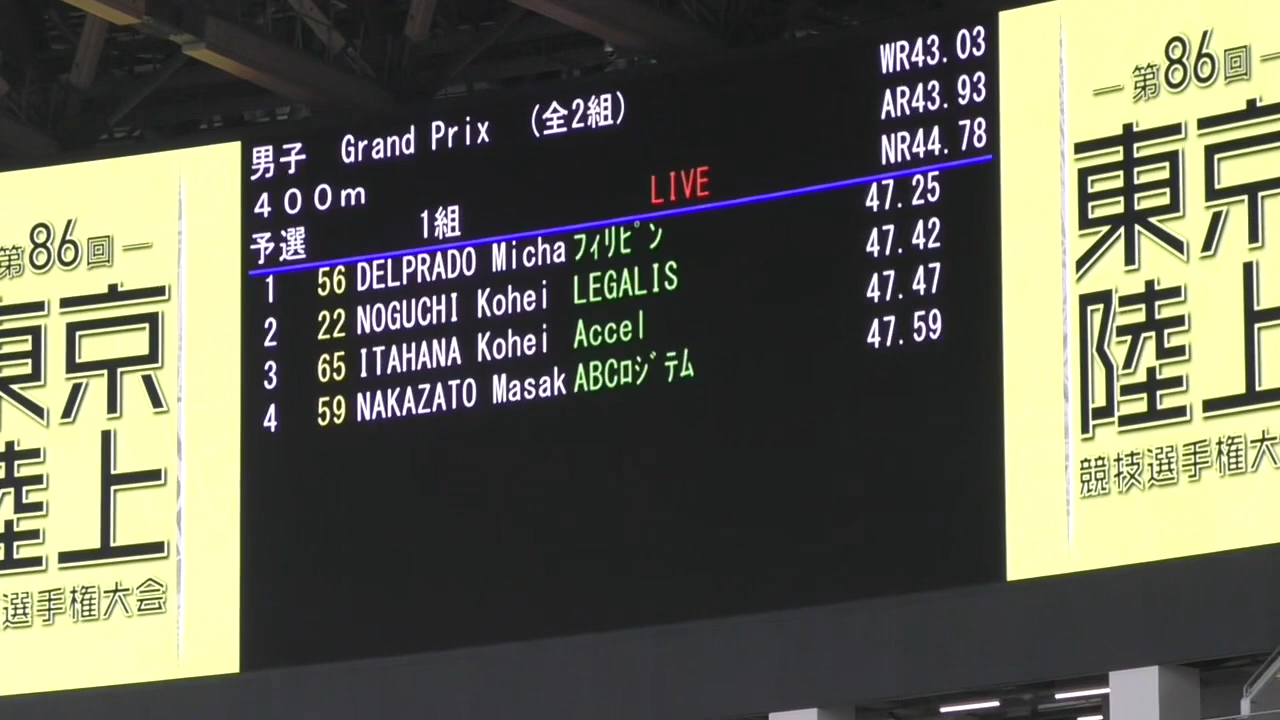 男子 Grand Prix (全2組)
４００ｍ
予選 1組 LIVE
WR43.03
AR43.93
NR44.78
1 56 DELPRADO Micha ﾌｨﾘﾋﾟﾝ 47.25
2 22 NOGUCHI Kohei LEGALIS 47.42
3 65 ITAHANA Kohei Accel 47.47
4 59 NAKAZATO Masak ABCﾛｼﾞﾃﾑ 47.59
第86回
東京
陸上
選手権大会
第86回
東京
陸上
競技選手権大